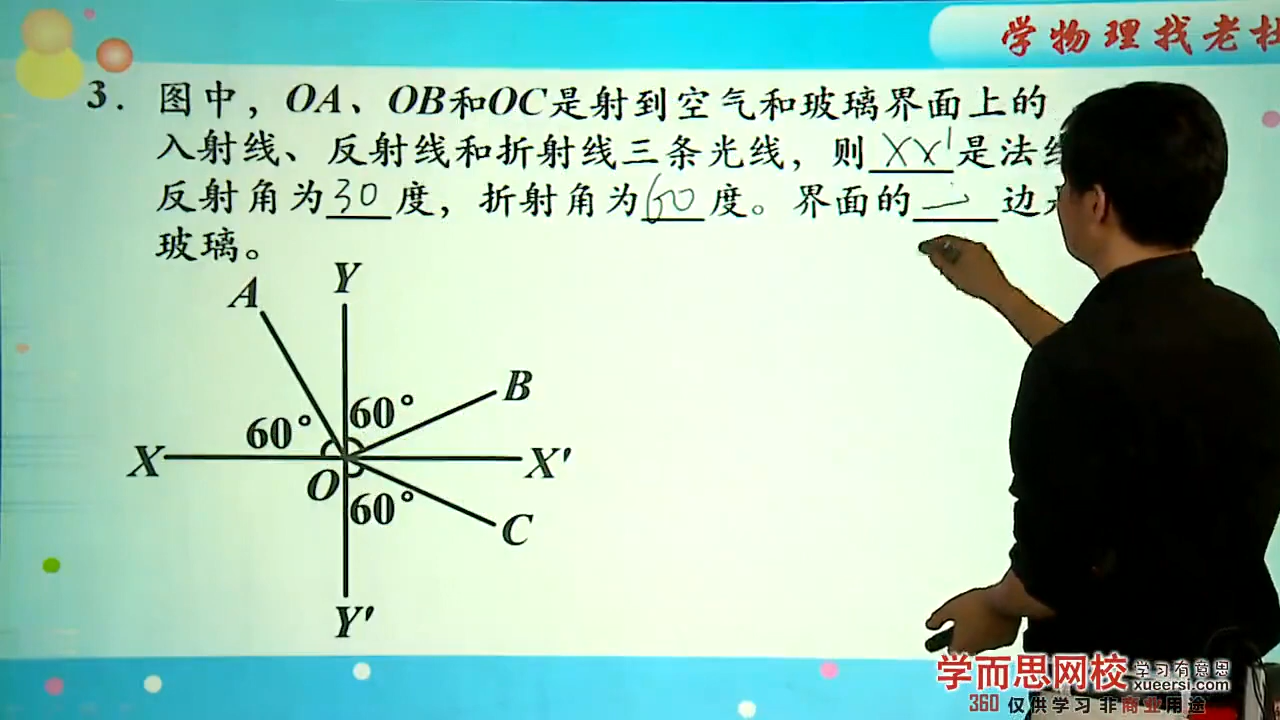 学物理找老杜
3. 图中，OA、OB和OC是射到空气和玻璃界面上的
入射线、反射线和折射线三条光线，则XX'是法线
反射角为30度，折射角为60度。界面的 边
玻璃。
A
Y
B
60°
60°
X
X'
O
60°
C
Y'
学而思网校
学习有意思
xueersi.com
360 仅供学习 非商业用途